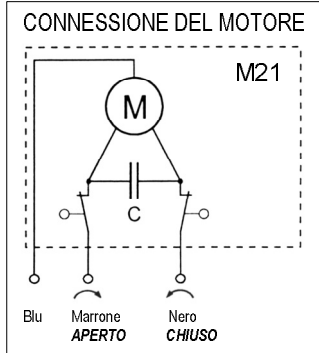 CONNESSIONE DEL MOTORE
M21
M
C
Blu Marrone Nero
APERTO CHIUSO